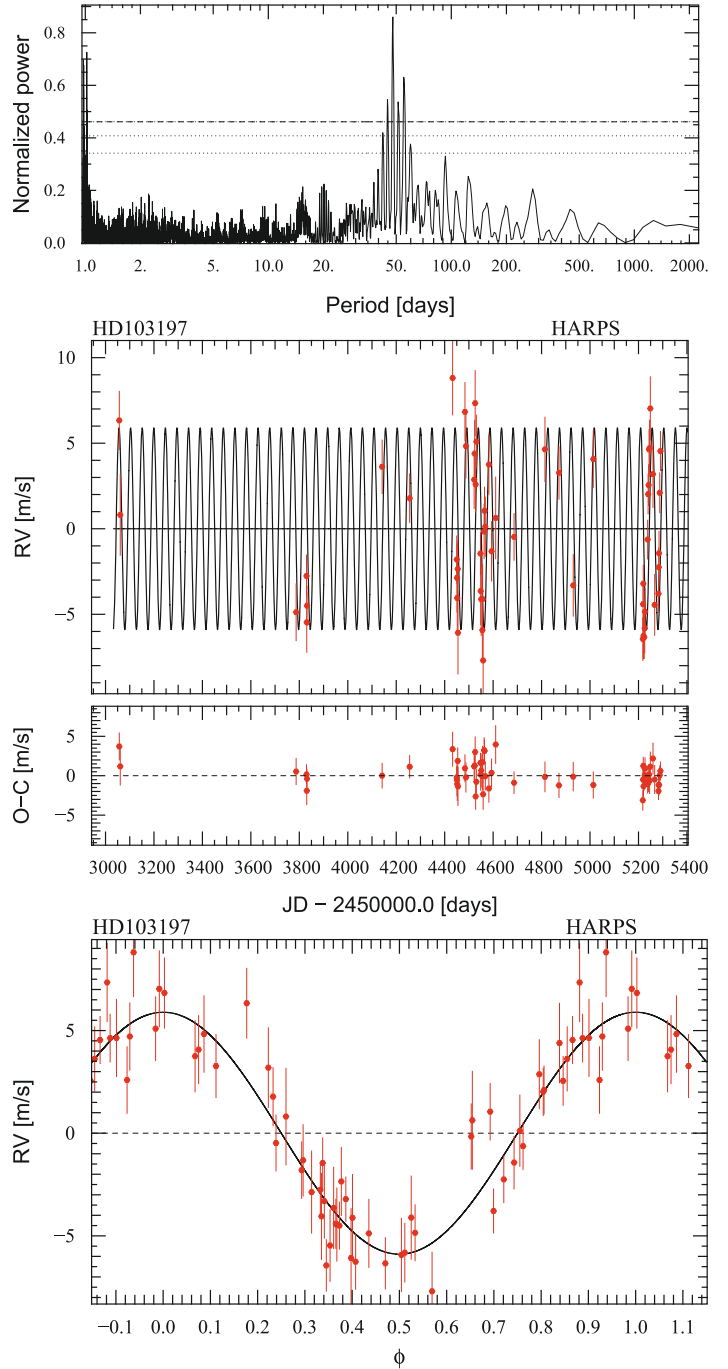 0.8
0.6
0.4
0.2
0.0
Normalized power
1.0 2. 5. 10.0 20. 50. 100.0 200. 500. 1000. 2000.
Period [days]
HD103197 HARPS
10
5
0
−5
RV [m/s]
5
0
−5
O−C [m/s]
3000 3200 3400 3600 3800 4000 4200 4400 4600 4800 5000 5200 5400
JD − 2450000.0 [days]
HD103197 HARPS
5
0
−5
RV [m/s]
−0.1 0.0 0.1 0.2 0.3 0.4 0.5 0.6 0.7 0.8 0.9 1.0 1.1
ϕ